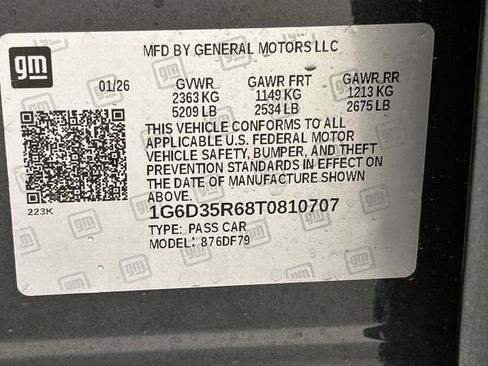 gm
MFD BY GENERAL MOTORS LLC
01/26 GVWR GAWR FRT GAWR RR
2363 KG 1149 KG 1213 KG
5209 LB 2534 LB 2675 LB
THIS VEHICLE CONFORMS TO ALL
APPLICABLE U.S. FEDERAL MOTOR
VEHICLE SAFETY, BUMPER, AND THEFT
PREVENTION STANDARDS IN EFFECT ON
THE DATE OF MANUFACTURE SHOWN
ABOVE.
223K
1G6D35R68T0810707
TYPE: PASS CAR
MODEL: 876DF79